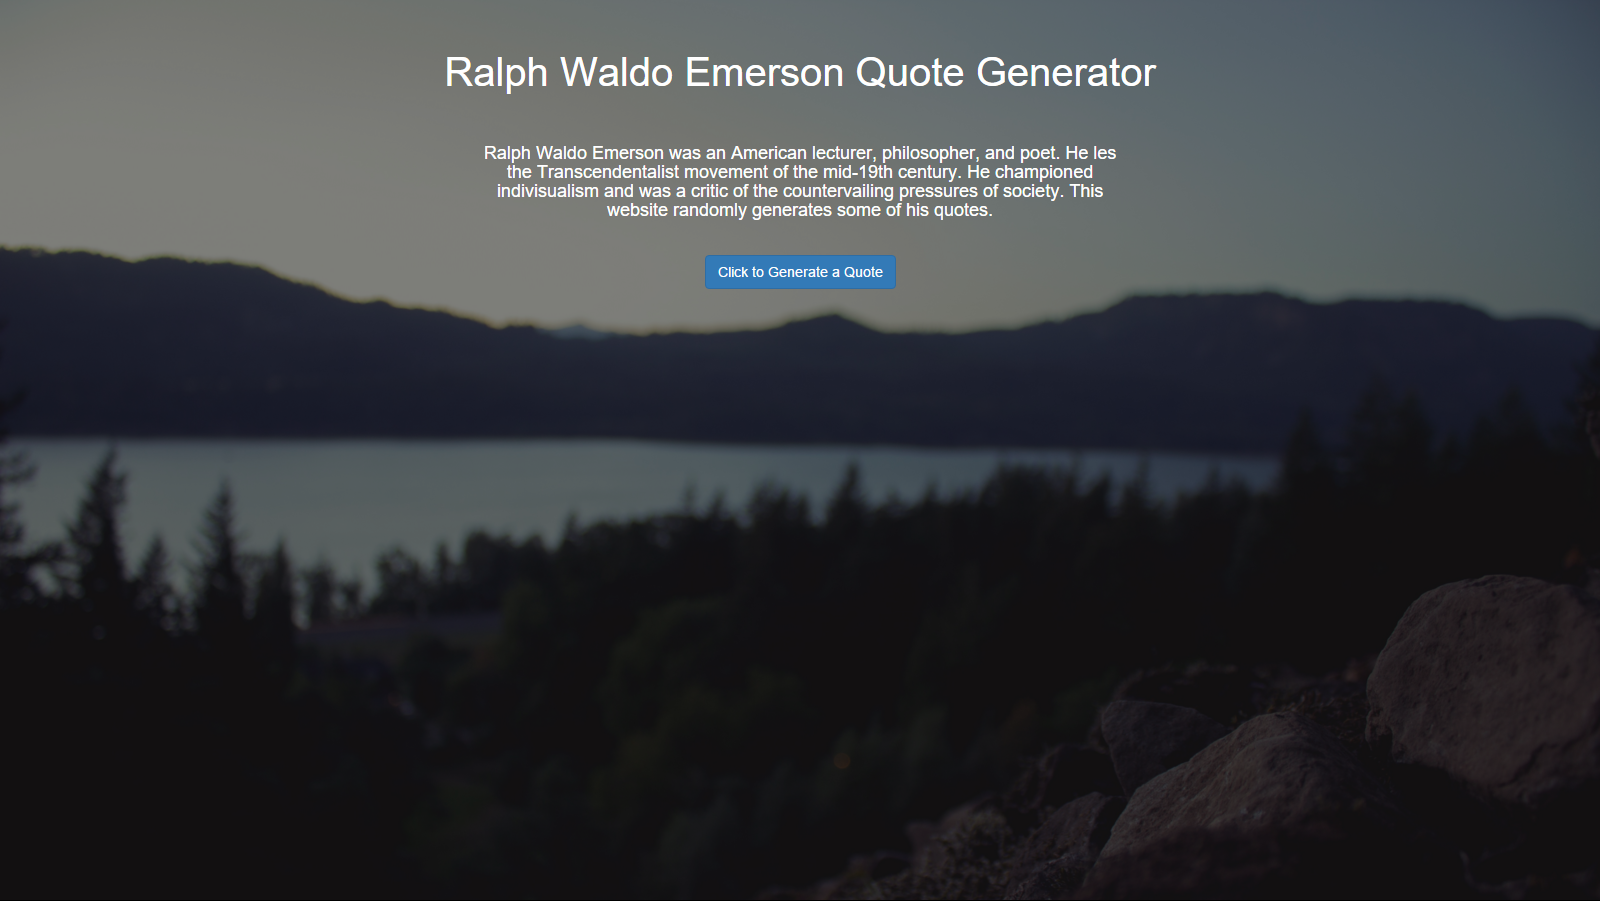 Ralph Waldo Emerson Quote Generator
Ralph Waldo Emerson was an American lecturer, philosopher, and poet. He les
the Transcendentalist movement of the mid-19th century. He championed
indivisualism and was a critic of the countervailing pressures of society. This
website randomly generates some of his quotes.
Click to Generate a Quote